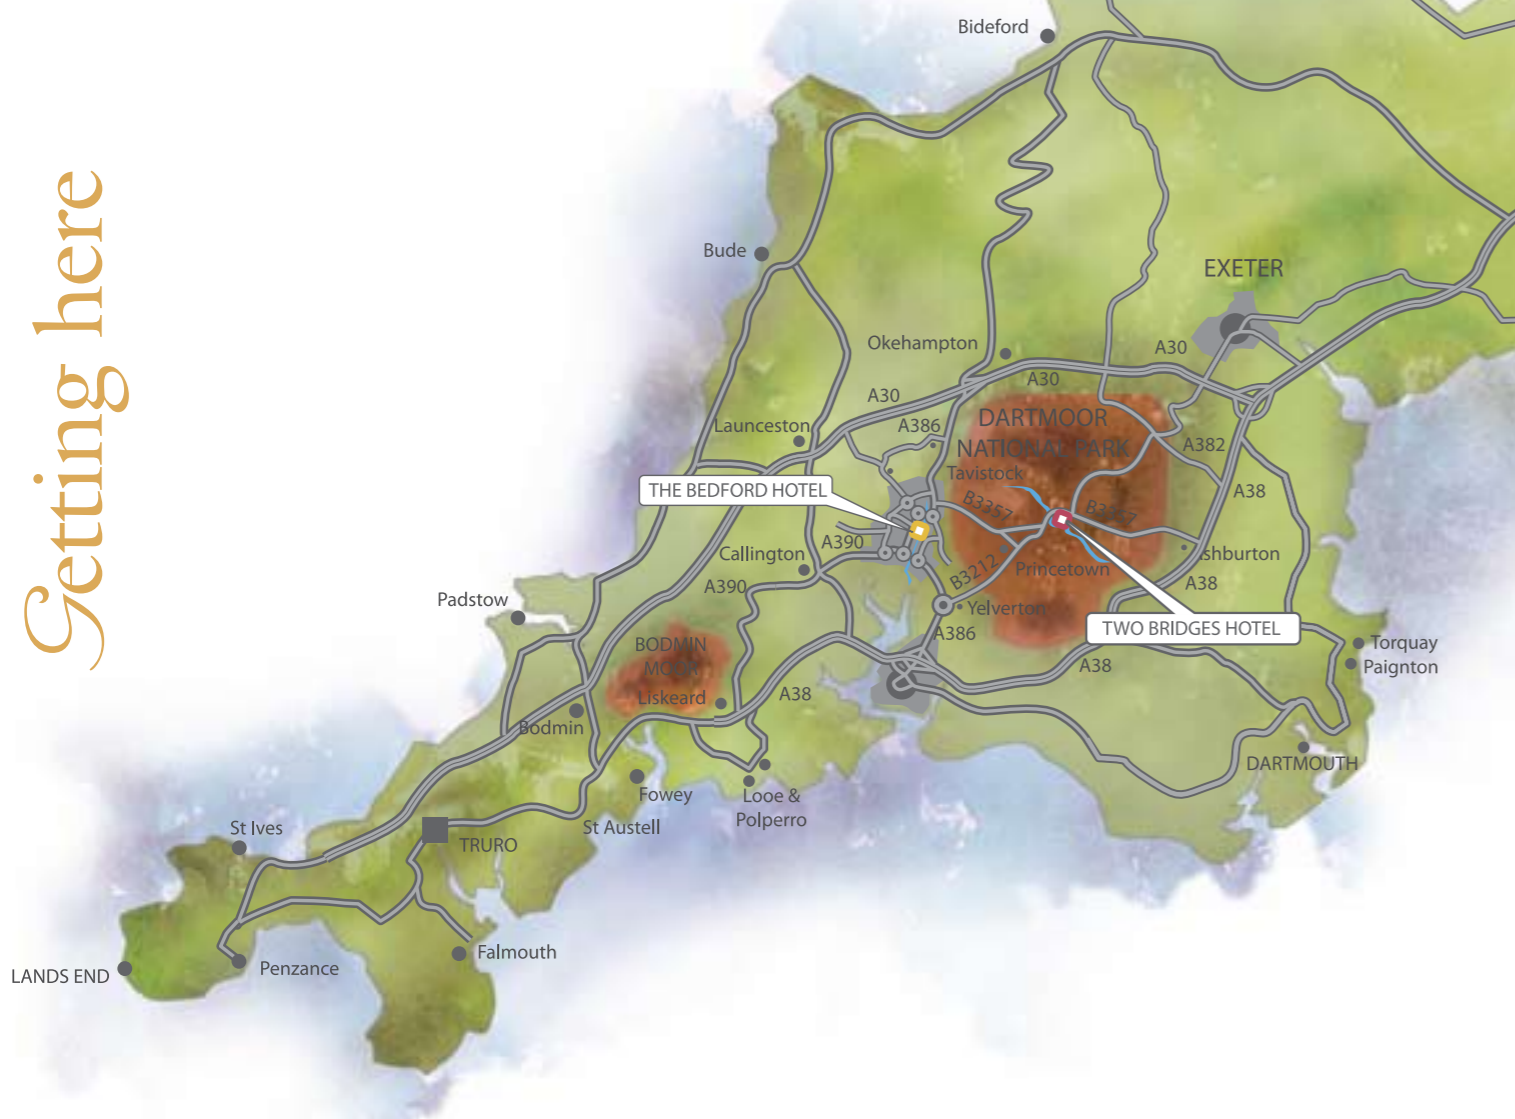 Getting here
Bideford
Bude
EXETER
Okehampton
A30
A30
A30
Launceston
A386
DARTMOOR
NATIONAL PARK
A382
Tavistock
THE BEDFORD HOTEL
B3357
B3357
A38
A390
Callington
Ashburton
A390
B3212
Princetown
A38
Padstow
Yelverton
TWO BRIDGES HOTEL
A386
BODMIN
MOOR
Torquay
Paignton
A38
Liskeard
A38
Bodmin
DARTMOUTH
Fowey
Looe &
Polperro
St Ives
St Austell
TRURO
Falmouth
Penzance
LANDS END